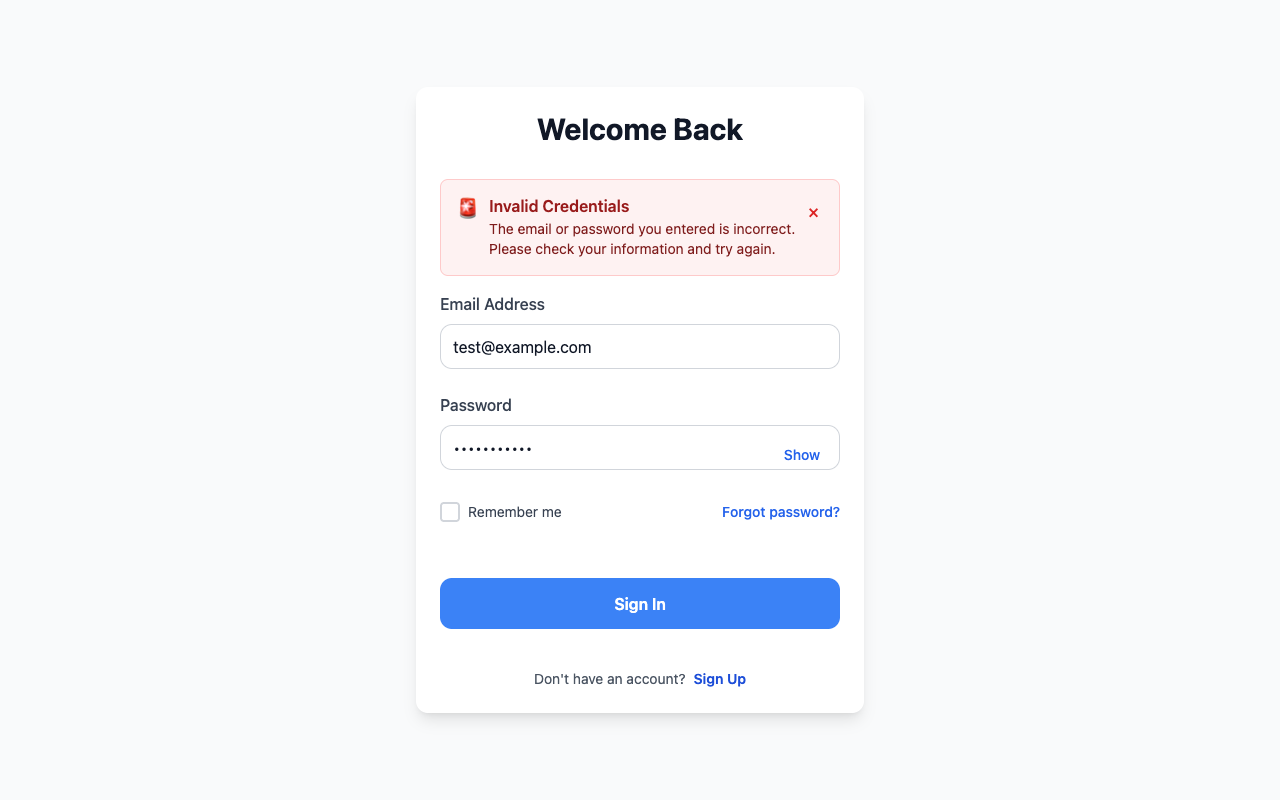 Welcome Back
Invalid Credentials
×
The email or password you entered is incorrect.
Please check your information and try again.
Email Address
test@example.com
Password
•••••••••••
Show
Remember me
Forgot password?
Sign In
Don't have an account? Sign Up